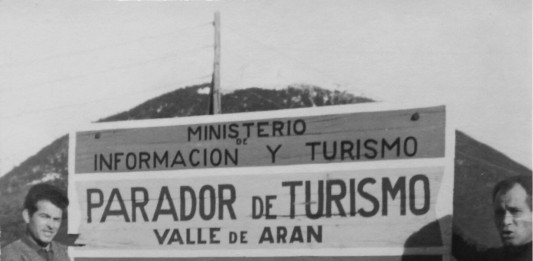 MINISTERIO
DE
INFORMACION Y TURISMO
PARADOR DE TURISMO
VALLE DE ARAN